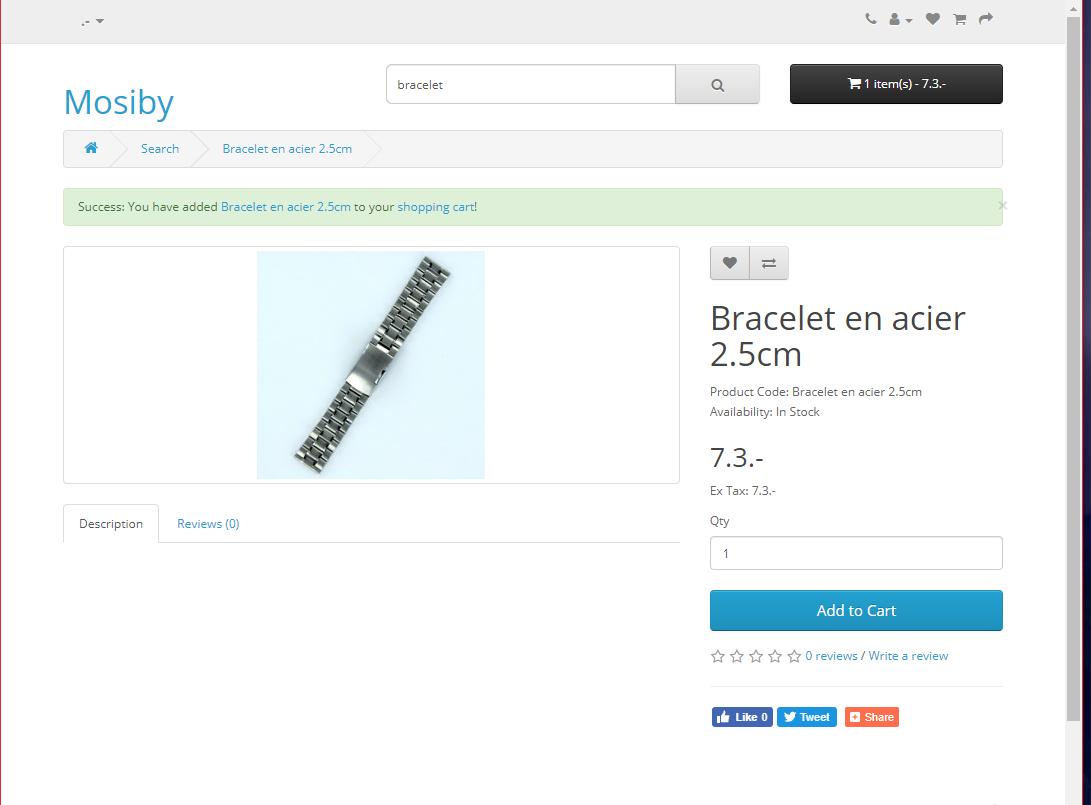 .-
bracelet
1 item(s) - 7.3.-
Mosiby
Search
Bracelet en acier 2.5cm
Success: You have added Bracelet en acier 2.5cm to your shopping cart!
×
Bracelet en acier
2.5cm
Product Code: Bracelet en acier 2.5cm
Availability: In Stock
7.3.-
Ex Tax: 7.3.-
Description
Reviews (0)
Qty
1
Add to Cart
0 reviews / Write a review
Like 0
Tweet
Share